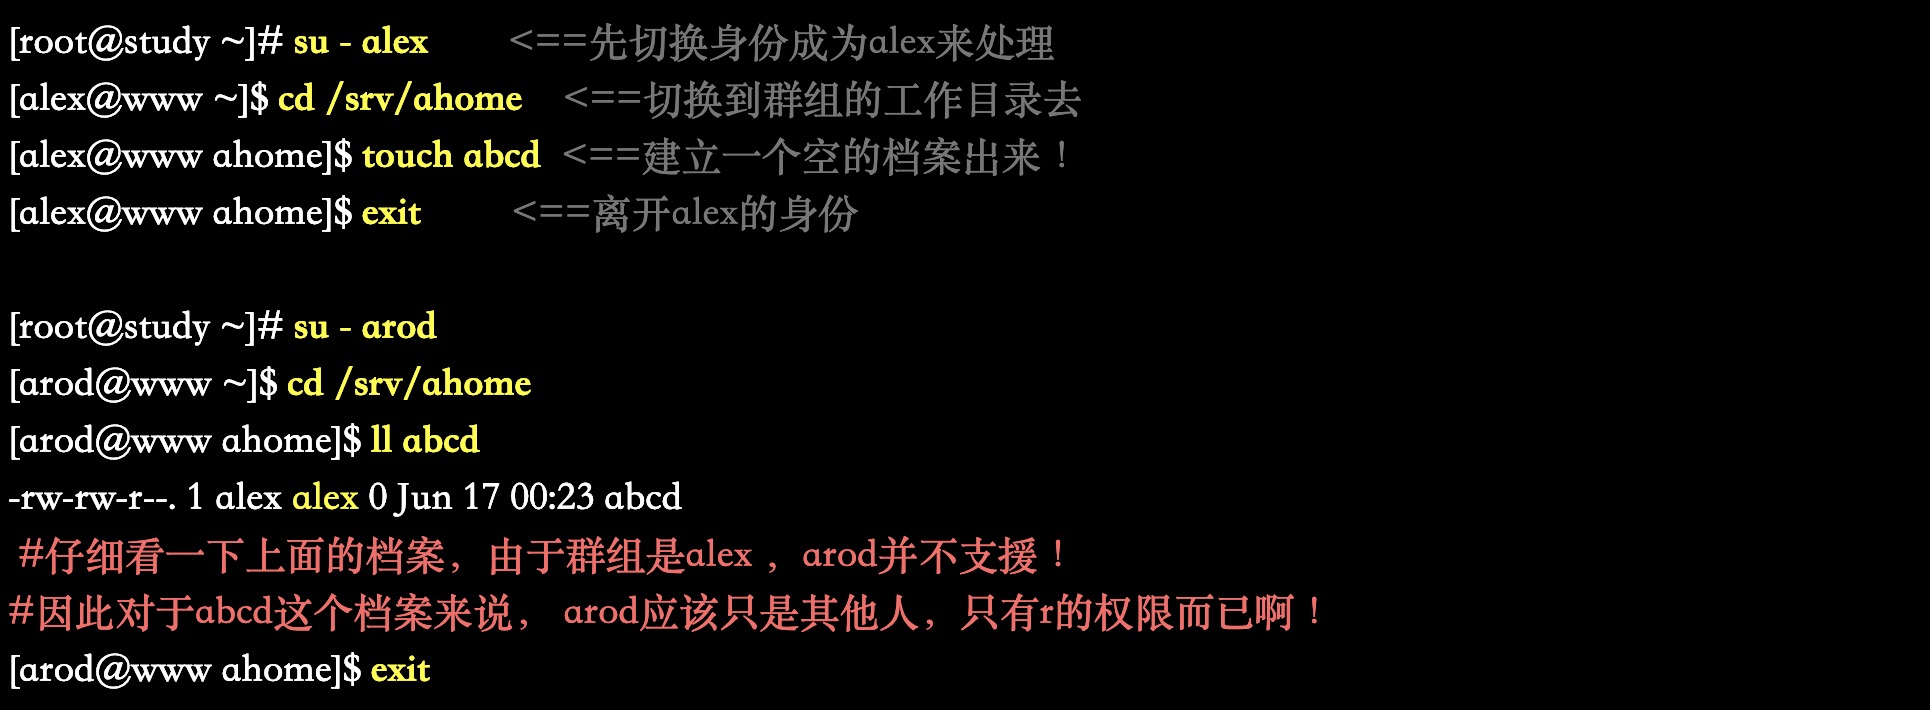 [root@study ~]# su - alex <==先切换身份成为alex来处理
[alex@www ~]$ cd /srv/ahome <==切换到群组的工作目录去
[alex@www ahome]$ touch abcd <==建立一个空的档案出来！
[alex@www ahome]$ exit <==离开alex的身份
[root@study ~]# su - arod
[arod@www ~]$ cd /srv/ahome
[arod@www ahome]$ ll abcd
-rw-rw-r--. 1 alex alex 0 Jun 17 00:23 abcd
#仔细看一下上面的档案，由于群组是alex ，arod并不支援！
#因此对于abcd这个档案来说， arod应该只是其他人，只有r的权限而已啊！
[arod@www ahome]$ exit